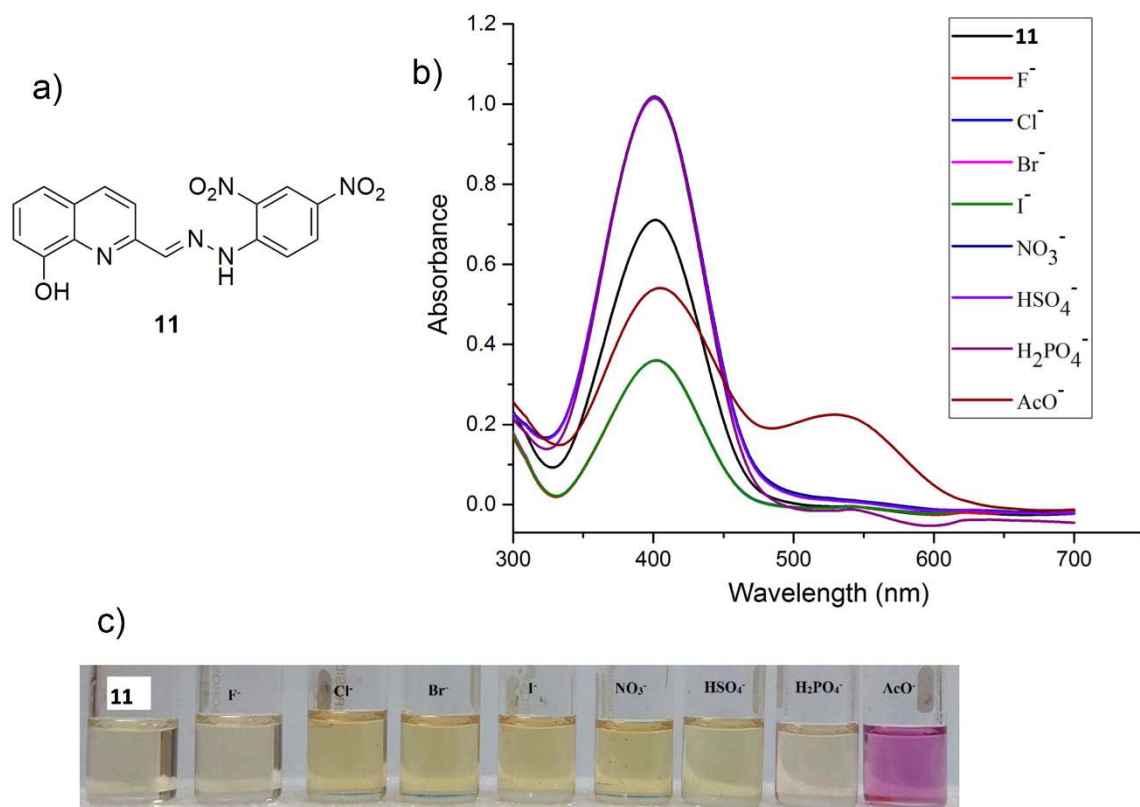 a)
NO₂
NO₂
N
N
N
H
OH
11
b)
1.2
1.0
0.8
0.6
0.4
0.2
0.0
Absorbance
300
400
500
600
700
Wavelength (nm)
11
F⁻
Cl⁻
Br⁻
I⁻
NO₃⁻
HSO₄⁻
H₂PO₄⁻
AcO⁻
c)
11
F⁻
Cl⁻
Br⁻
I⁻
NO₃⁻
HSO₄⁻
H₂PO₄⁻
AcO⁻